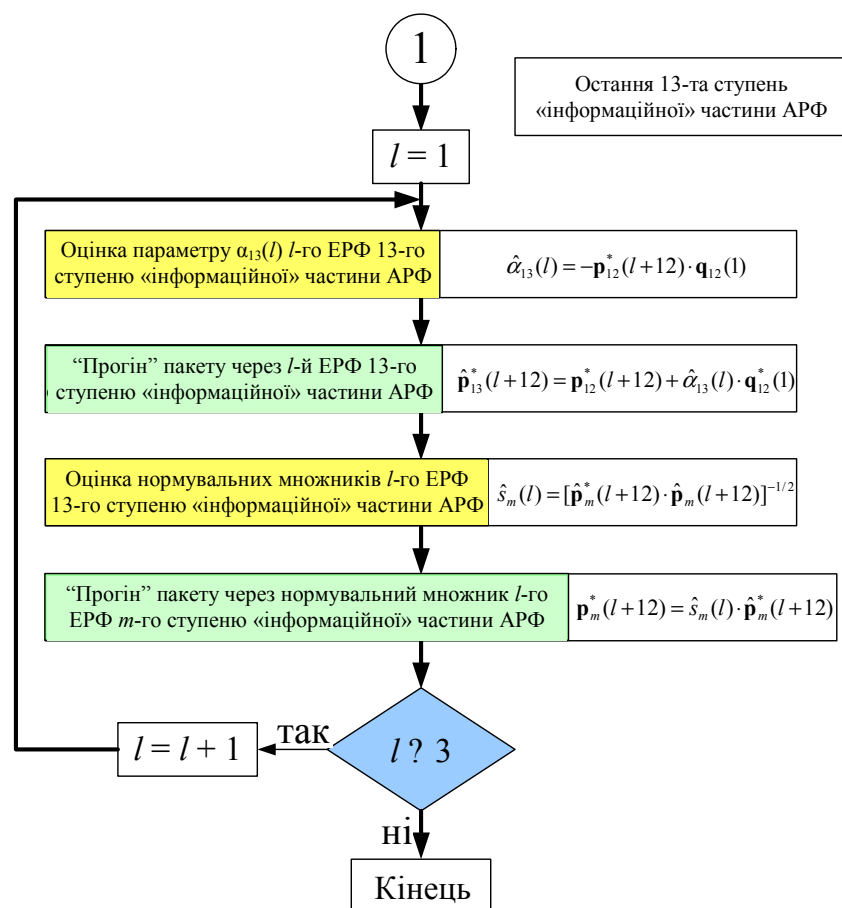 1
Остання 13-та ступень
«інформаційної» частини АРФ
l = 1
Оцінка параметру α₁₃(l) l-го ЕРФ 13-го
ступеню «інформаційної» частини АРФ
α̂₁₃(l) = −p*₁₂(l+12)·q₁₂(1)
“Прогін” пакету через l-й ЕРФ 13-го
ступеню «інформаційної» частини АРФ
p̂*₁₃(l+12) = p*₁₂(l+12) + α̂₁₃(l)·q*₁₂(1)
Оцінка нормувальних множників l-го ЕРФ
13-го ступеню «інформаційної» частини АРФ
ŝₘ(l) = [p̂*ₘ(l+12)·p̂ₘ(l+12)]⁻¹/²
“Прогін” пакету через нормувальний множник l-го
ЕРФ m-го ступеню «інформаційної» частини АРФ
p*ₘ(l+12) = ŝₘ(l)·p̂*ₘ(l+12)
l = l + 1
так
l ? 3
ні
Кінець